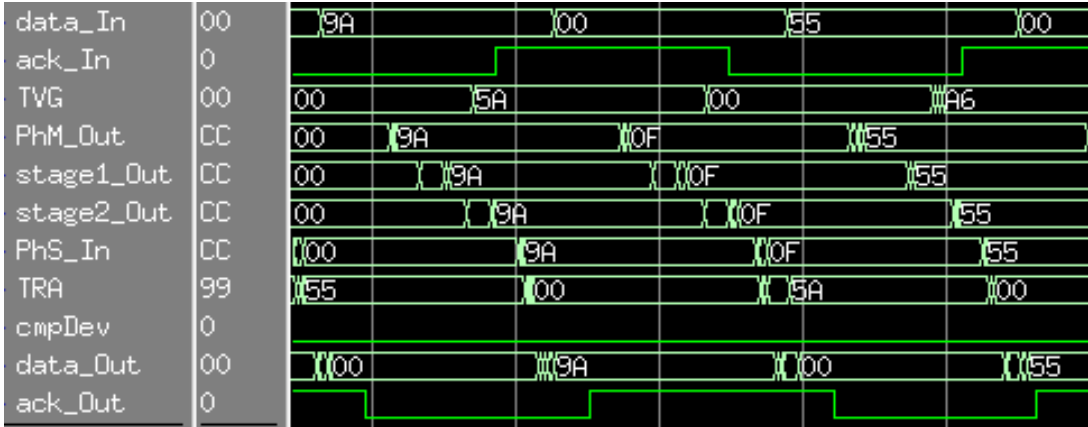 data_In 00 9A 00 55 00
ack_In 0
TVG 00 00 5A 00 A6
PhM_Out CC 00 9A 0F 55
stage1_Out CC 00 9A 0F 55
stage2_Out CC 00 9A 0F 55
PhS_In CC 00 9A 0F 55
TRA 99 55 00 5A 00
cmpDev 0
data_Out 00 00 9A 00 55
ack_Out 0